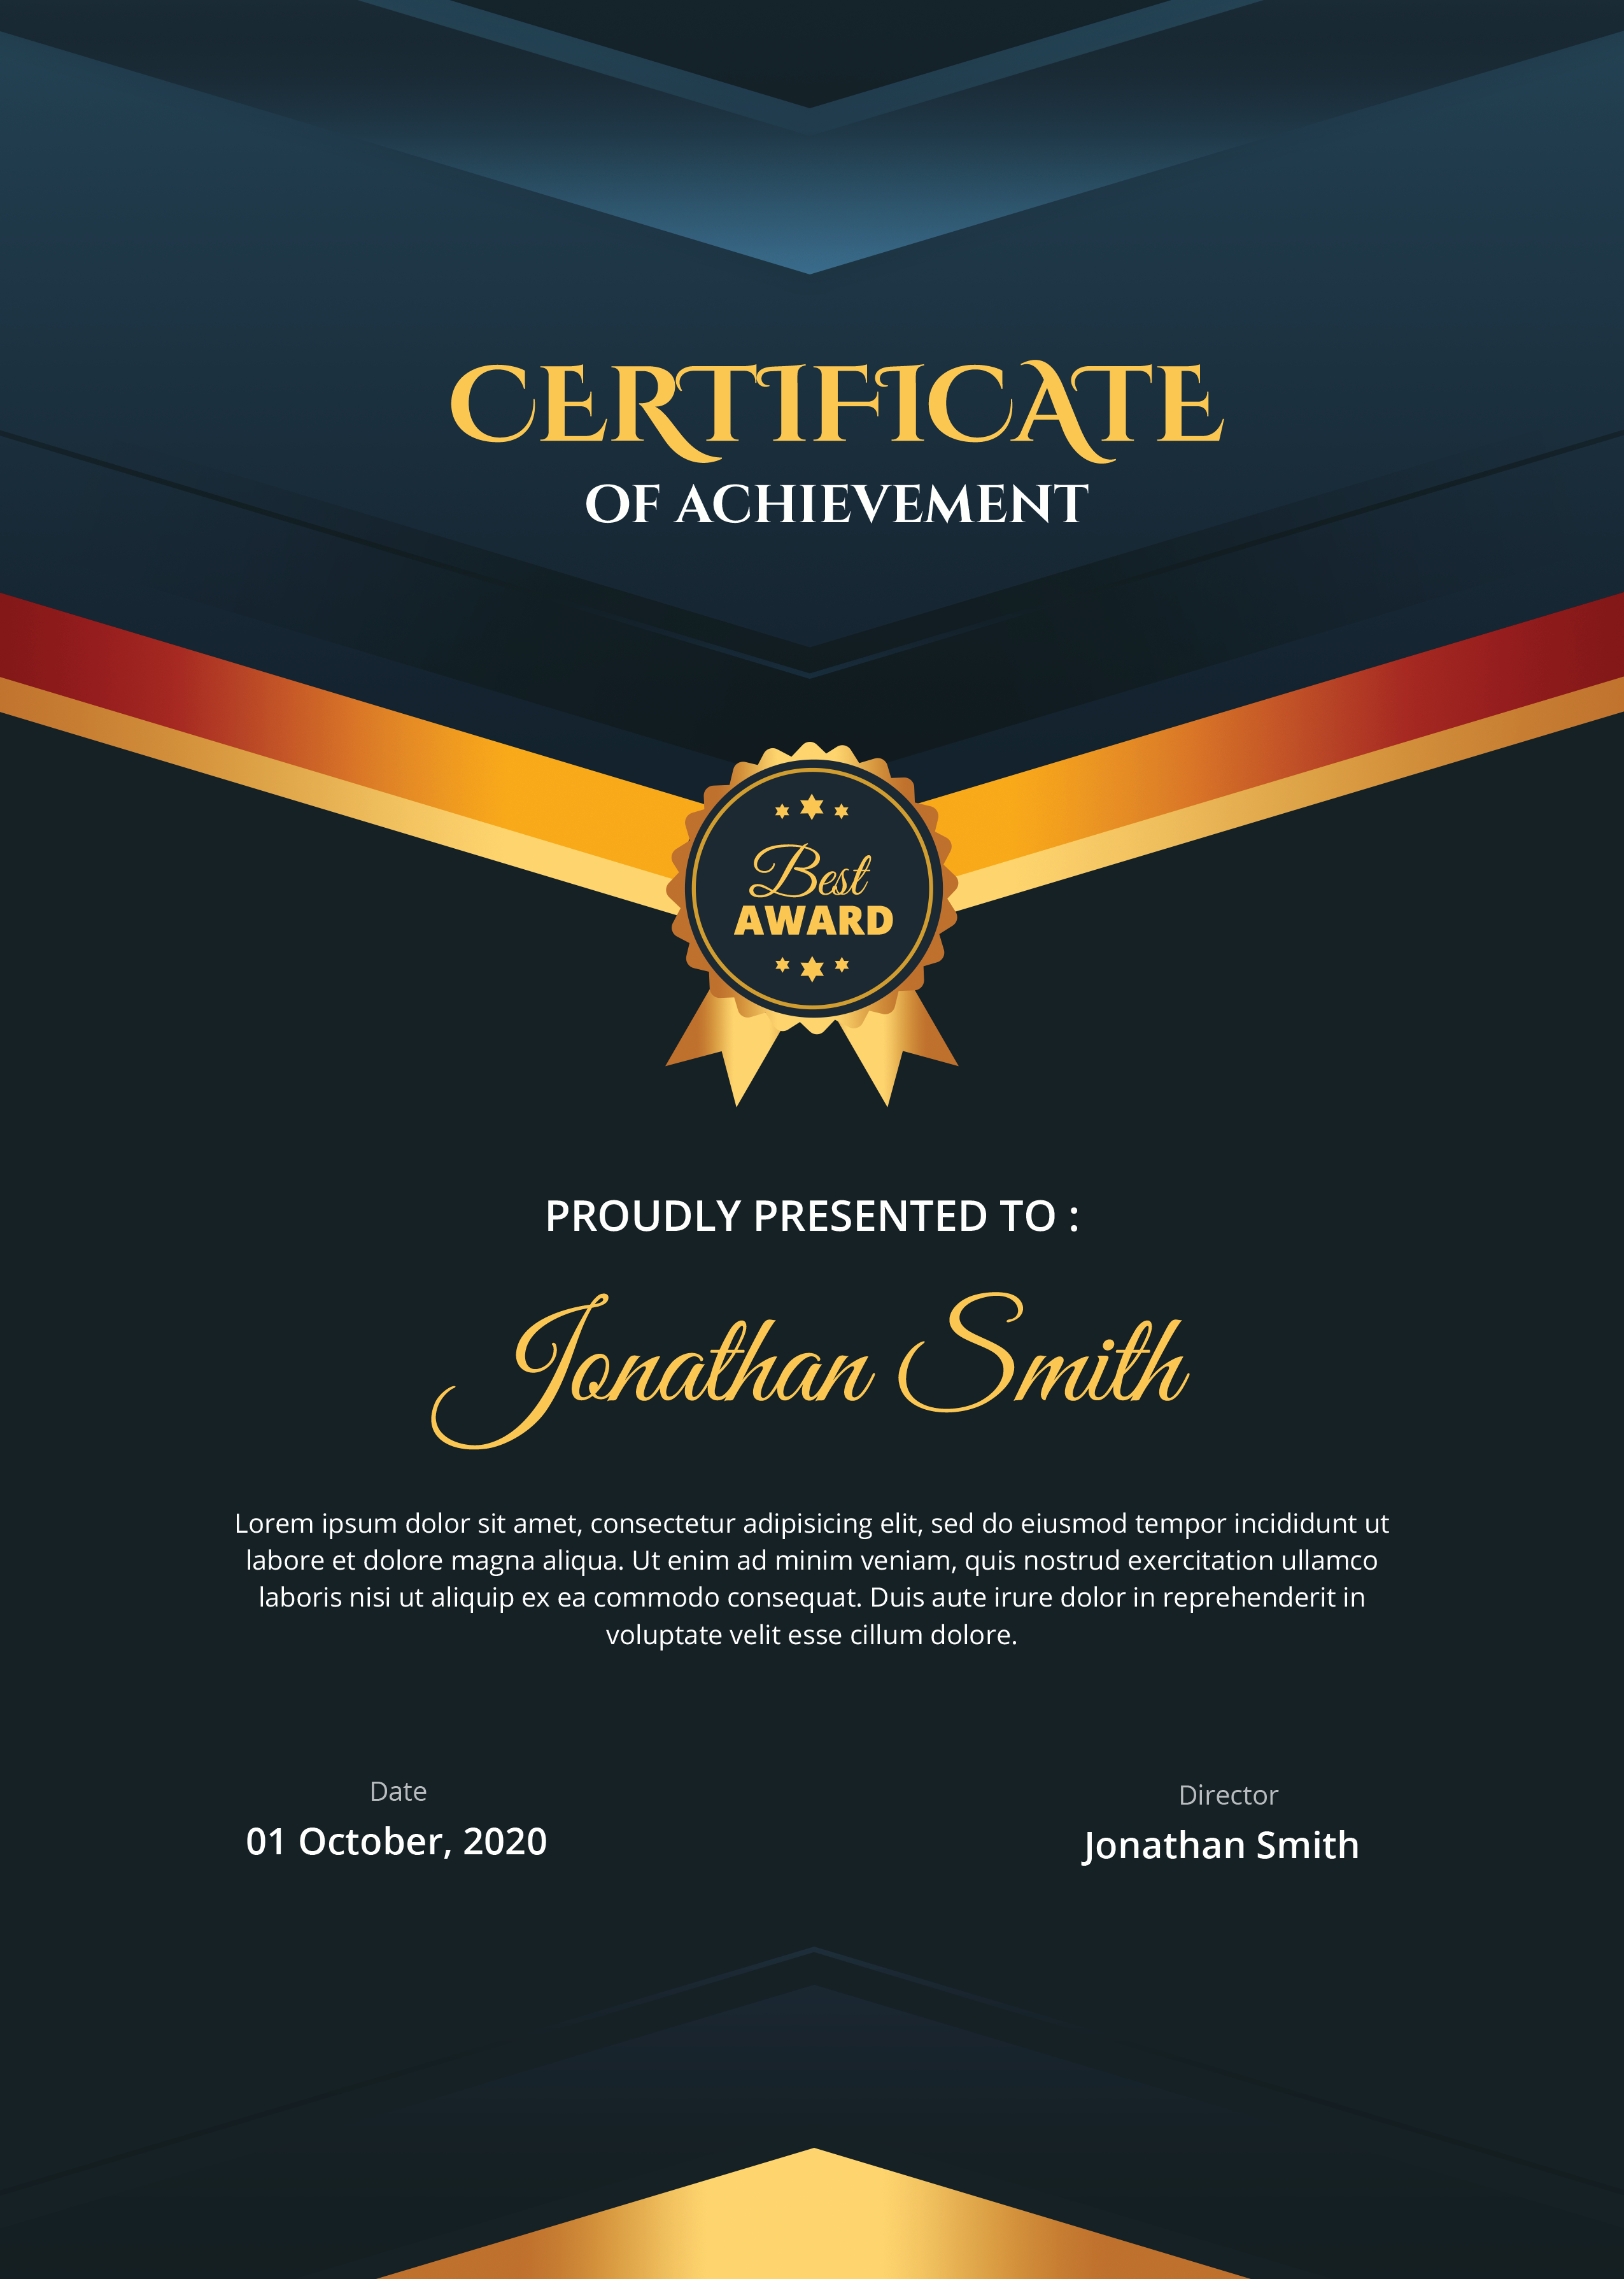 CERTIFICATE
OF ACHIEVEMENT
Best
AWARD
PROUDLY PRESENTED TO :
Jonathan Smith
Lorem ipsum dolor sit amet, consectetur adipisicing elit, sed do eiusmod tempor incididunt ut
labore et dolore magna aliqua. Ut enim ad minim veniam, quis nostrud exercitation ullamco
laboris nisi ut aliquip ex ea commodo consequat. Duis aute irure dolor in reprehenderit in
voluptate velit esse cillum dolore.
Date
01 October, 2020
Director
Jonathan Smith